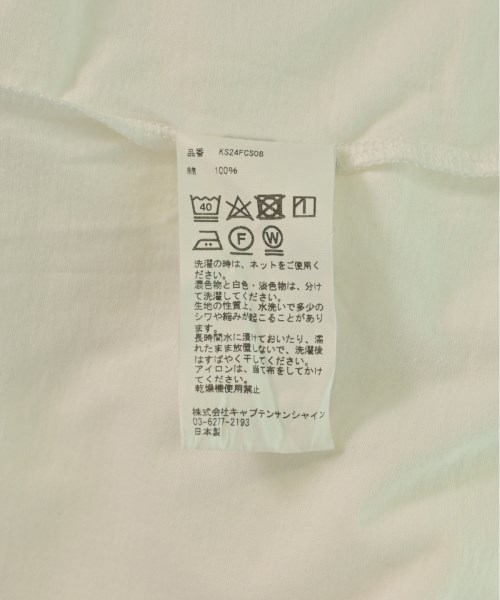 品番 KS24FCS08
綿 100%
40
F W
洗濯の時は、ネットをご使用く
ださい。
濃色物と白色・淡色物は、分け
て洗濯してください。
生地の性質上、水洗いで多少の
シワや縮みが起こることがあり
ます。
長時間水に漬けておいたり、濡
れたまま放置しないで、洗濯後
はすばやく干してください。
アイロンは、当て布をしてかけ
てください。
乾燥機使用禁止
株式会社キャプテンサンシャイン
03-6277-2193
日本製